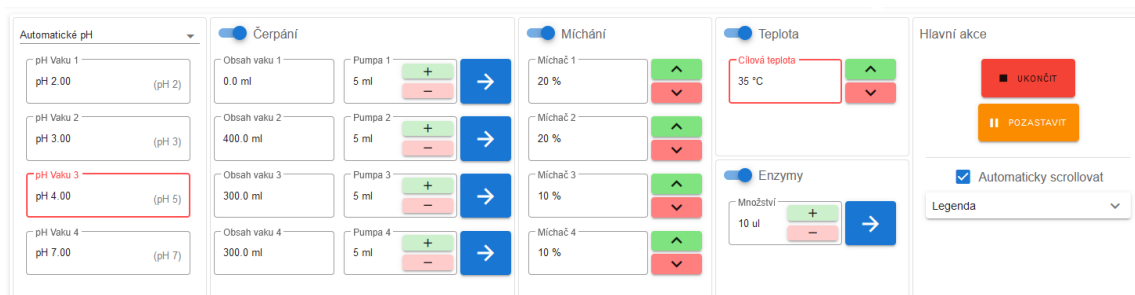 Automatické pH
pH Vaku 1
pH 2.00
(pH 2)
pH Vaku 2
pH 3.00
(pH 3)
pH Vaku 3
pH 4.00
(pH 5)
pH Vaku 4
pH 7.00
(pH 7)
Čerpání
Obsah vaku 1
0.0 ml
Pumpa 1
5 ml
+
−
Obsah vaku 2
400.0 ml
Pumpa 2
5 ml
+
−
Obsah vaku 3
300.0 ml
Pumpa 3
5 ml
+
−
Obsah vaku 4
300.0 ml
Pumpa 4
5 ml
+
−
Míchání
Míchač 1
20 %
Míchač 2
20 %
Míchač 3
10 %
Míchač 4
10 %
Teplota
Cílová teplota
35 °C
Enzymy
Množství
10 ul
+
−
Hlavní akce
UKONČIT
POZASTAVIT
Automaticky scrollovat
Legenda